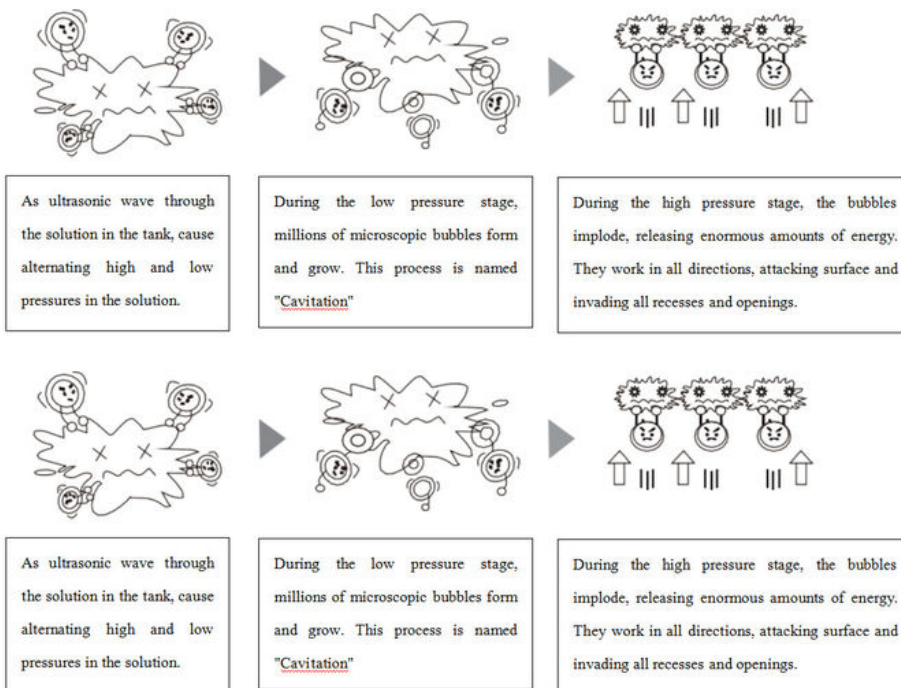 As ultrasonic wave through
the solution in the tank, cause
alternating high and low
pressures in the solution.
During the low pressure stage,
millions of microscopic bubbles form
and grow. This process is named
"Cavitation"
During the high pressure stage, the bubbles
implode, releasing enormous amounts of energy.
They work in all directions, attacking surface and
invading all recesses and openings.
As ultrasonic wave through
the solution in the tank, cause
alternating high and low
pressures in the solution.
During the low pressure stage,
millions of microscopic bubbles form
and grow. This process is named
"Cavitation"
During the high pressure stage, the bubbles
implode, releasing enormous amounts of energy.
They work in all directions, attacking surface and
invading all recesses and openings.